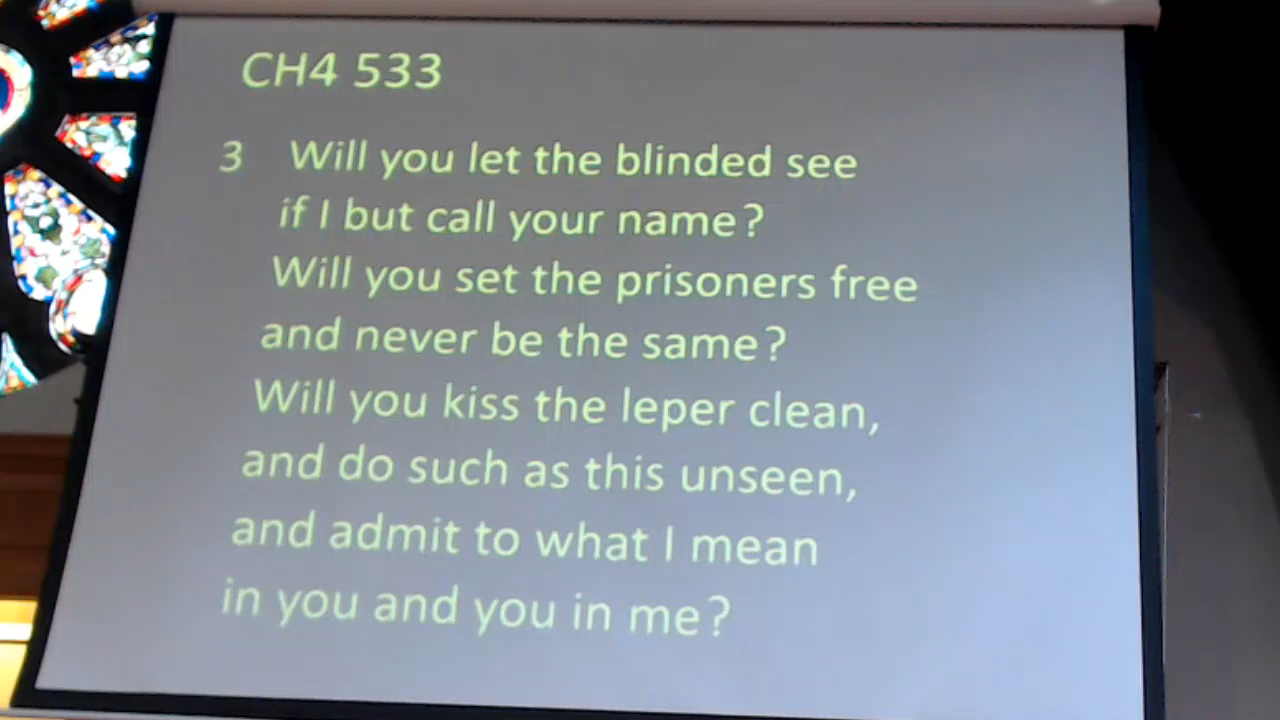 CH4 533
3 Will you let the blinded see
if I but call your name?
Will you set the prisoners free
and never be the same?
Will you kiss the leper clean,
and do such as this unseen,
and admit to what I mean
in you and you in me?